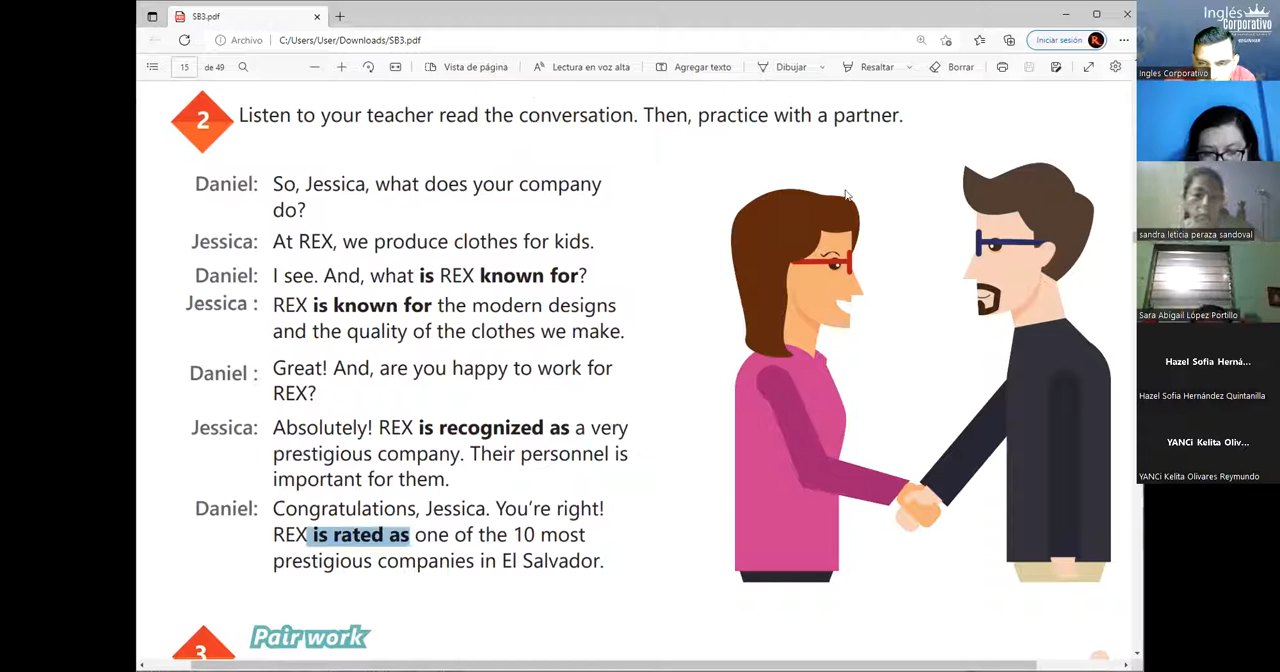 SB3.pdf
Archivo C:/Users/User/Downloads/SB3.pdf
Iniciar sesión R
15 de 49
Vista de página
Lectura en voz alta
Agregar texto
Dibujar
Resaltar
Borrar
2 Listen to your teacher read the conversation. Then, practice with a partner.
Daniel: So, Jessica, what does your company
do?
Jessica: At REX, we produce clothes for kids.
Daniel: I see. And, what is REX known for?
Jessica : REX is known for the modern designs
and the quality of the clothes we make.
Daniel : Great! And, are you happy to work for
REX?
Jessica: Absolutely! REX is recognized as a very
prestigious company. Their personnel is
important for them.
Daniel: Congratulations, Jessica. You're right!
REX is rated as one of the 10 most
prestigious companies in El Salvador.
3 Pair work
Inglés
Corporativo
Ingles Corporativo
sandra leticia peraza sandoval
Sara Abigail López Portillo
Hazel Sofia Herná...
Hazel Sofia Hernández Quintanilla
YANCi Kelita Oliv...
YANCi Kelita Olivares Reymundo